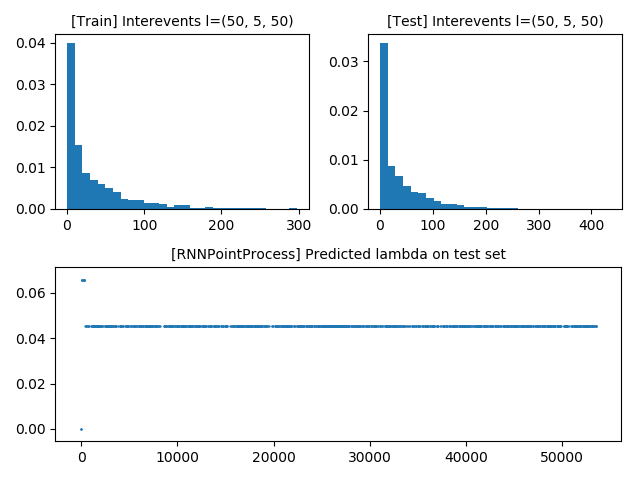 [Train] Interevents l=(50, 5, 50)
0.04
0.03
0.02
0.01
0.00
0 100 200 300
[Test] Interevents l=(50, 5, 50)
0.03
0.02
0.01
0.00
0 100 200 300 400
[RNNPointProcess] Predicted lambda on test set
0.06
0.04
0.02
0.00
0 10000 20000 30000 40000 50000